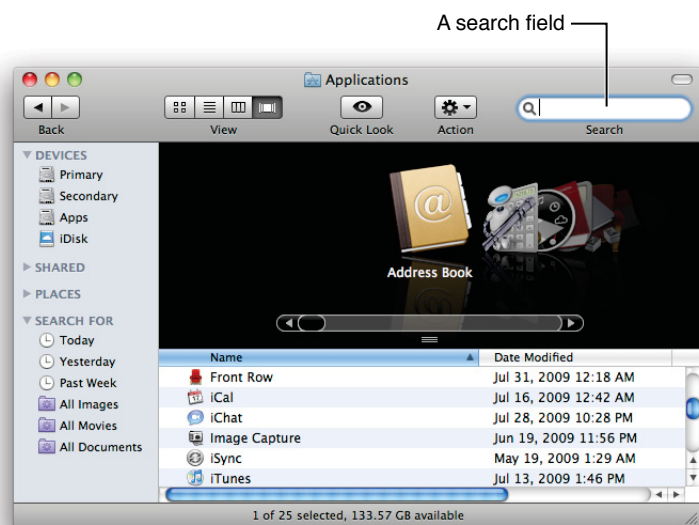 A search field
Applications
Back
View
Quick Look
Action
Search
DEVICES
Primary
Secondary
Apps
iDisk
SHARED
PLACES
SEARCH FOR
Today
Yesterday
Past Week
All Images
All Movies
All Documents
Address Book
Name Date Modified
Front Row Jul 31, 2009 12:18 AM
iCal Jul 16, 2009 12:42 AM
iChat Jul 28, 2009 10:28 PM
Image Capture Jun 19, 2009 11:56 PM
iSync May 19, 2009 1:29 AM
iTunes Jul 13, 2009 1:46 PM
1 of 25 selected, 133.57 GB available